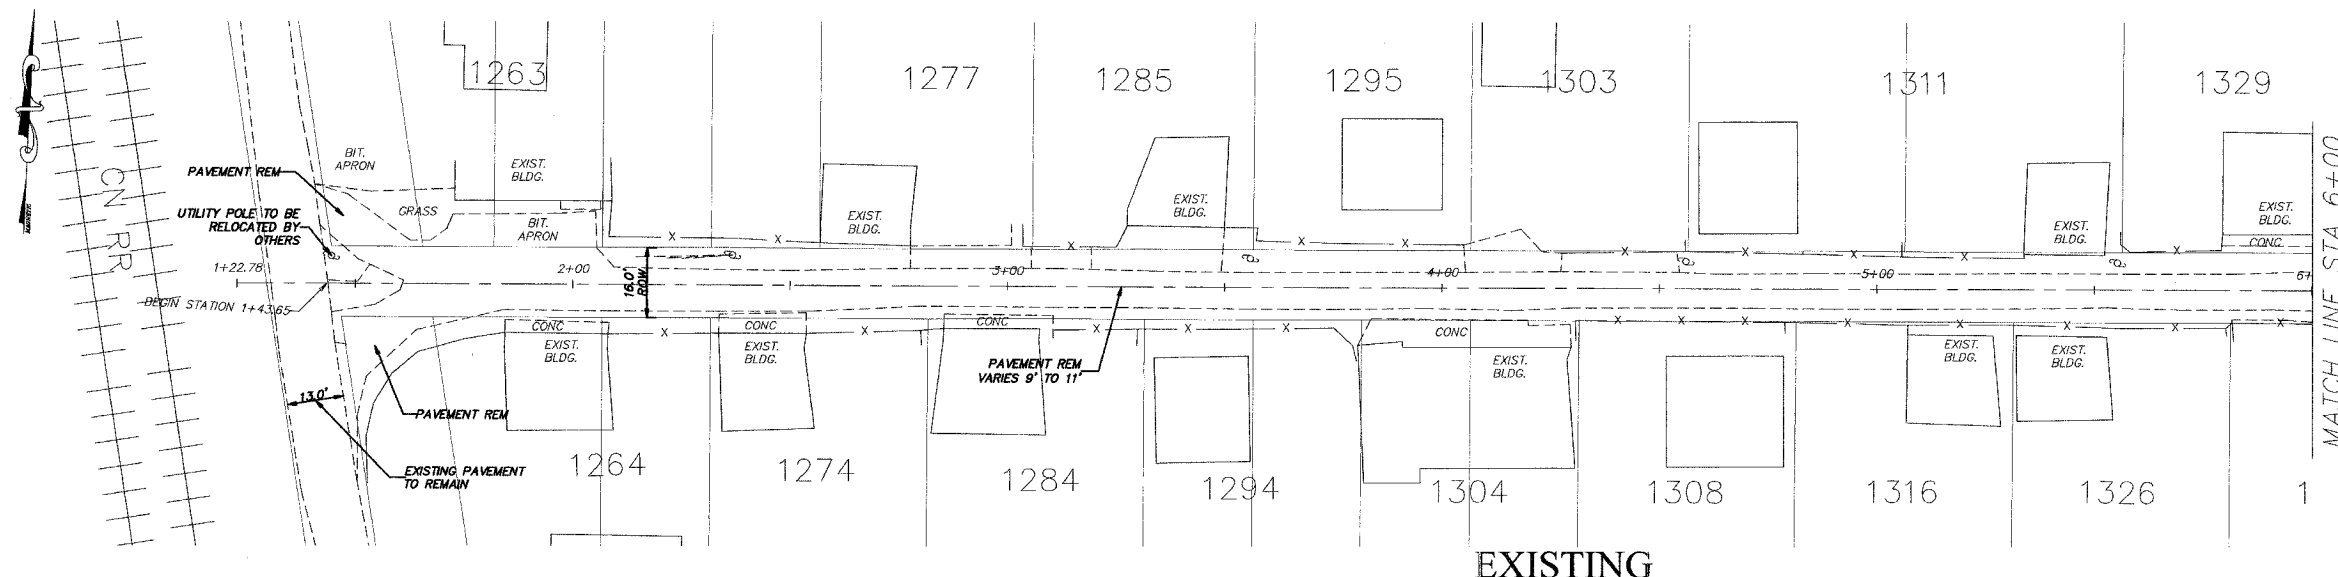 1263
1277
1285
1295
1303
1311
1329
CN RR
BIT.
APRON
PAVEMENT REM
EXIST.
BLDG.
GRASS
UTILITY POLE TO BE
RELOCATED BY
OTHERS
BIT.
APRON
EXIST.
BLDG.
EXIST.
BLDG.
EXIST.
BLDG.
EXIST.
BLDG.
CONC
1+22.78
2+00
16.0'
ROW
3+00
4+00
5+00
6+
BEGIN STATION 1+43.65
CONC
EXIST.
BLDG.
CONC
EXIST.
BLDG.
CONC
PAVEMENT REM
VARIES 9' TO 11'
CONC
EXIST.
BLDG.
EXIST.
BLDG.
EXIST.
BLDG.
13.0'
PAVEMENT REM
EXISTING PAVEMENT
TO REMAIN
1264
1274
1284
1294
1304
1308
1316
1326
1
MATCH LINE STA 6+00
EXISTING